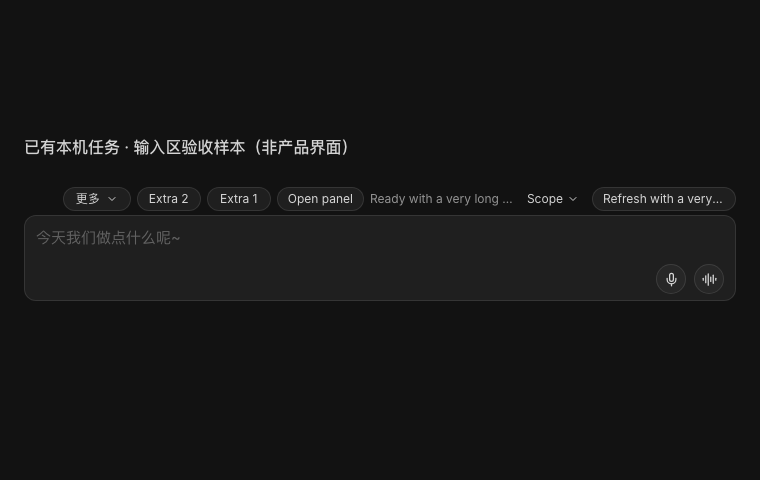 已有本机任务 · 输入区验收样本（非产品界面）
更多 Extra 2 Extra 1 Open panel Ready with a very long ... Scope Refresh with a very...
今天我们做点什么呢~